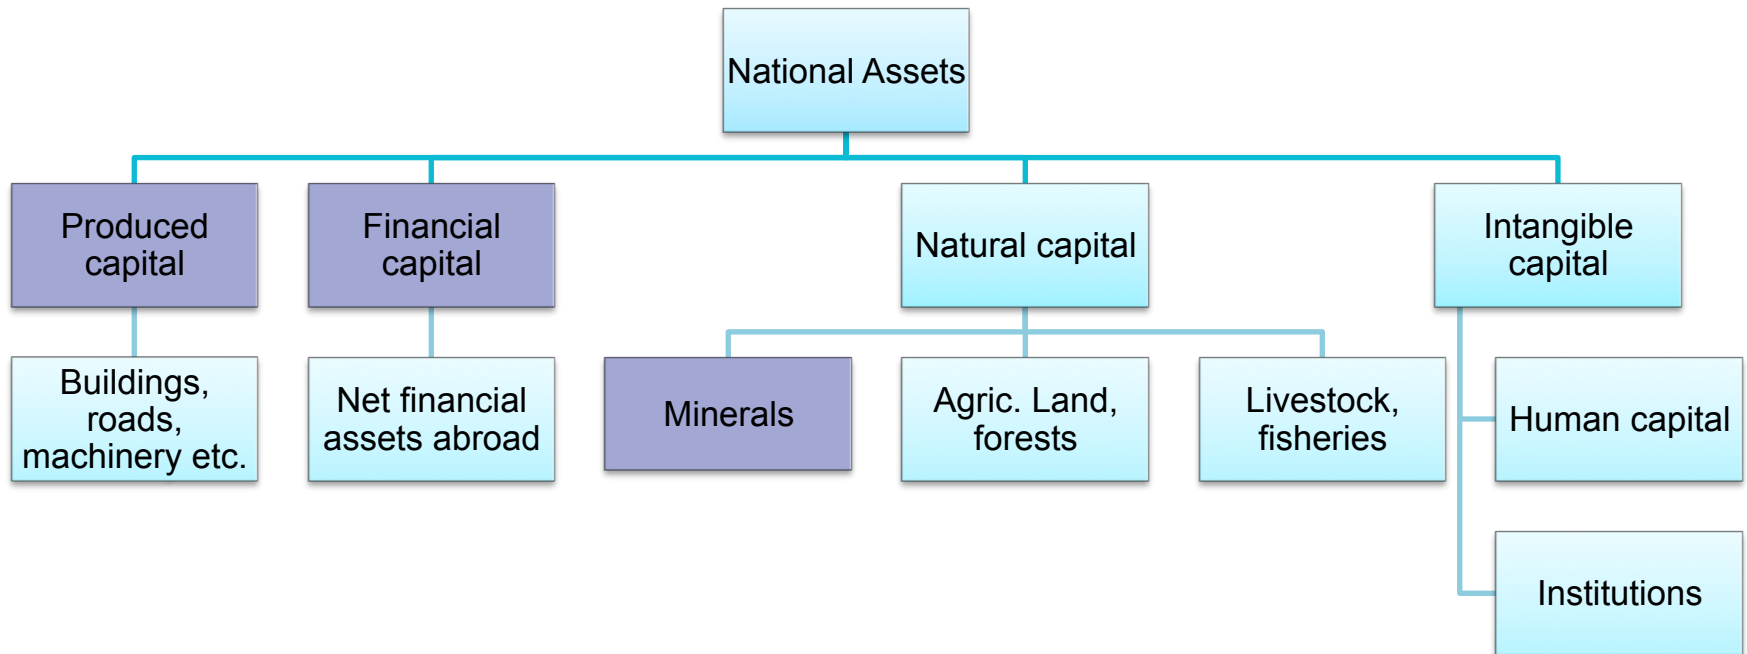 National Assets
Produced
capital
Financial
capital
Natural capital
Intangible
capital
Buildings,
roads,
machinery etc.
Net financial
assets abroad
Minerals
Agric. Land,
forests
Livestock,
fisheries
Human capital
Institutions